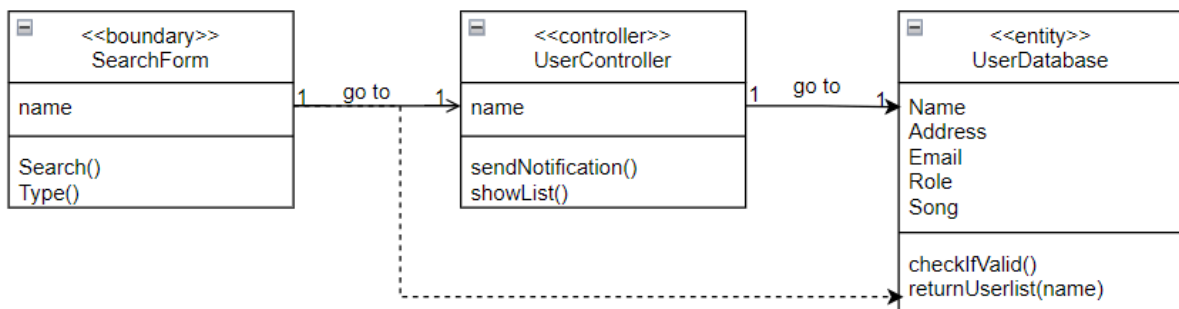 <<boundary>>
SearchForm
name
Search()
Type()
1 go to 1
<<controller>>
UserController
name
sendNotification()
showList()
1 go to 1
<<entity>>
UserDatabase
Name
Address
Email
Role
Song
checkIfValid()
returnUserlist(name)